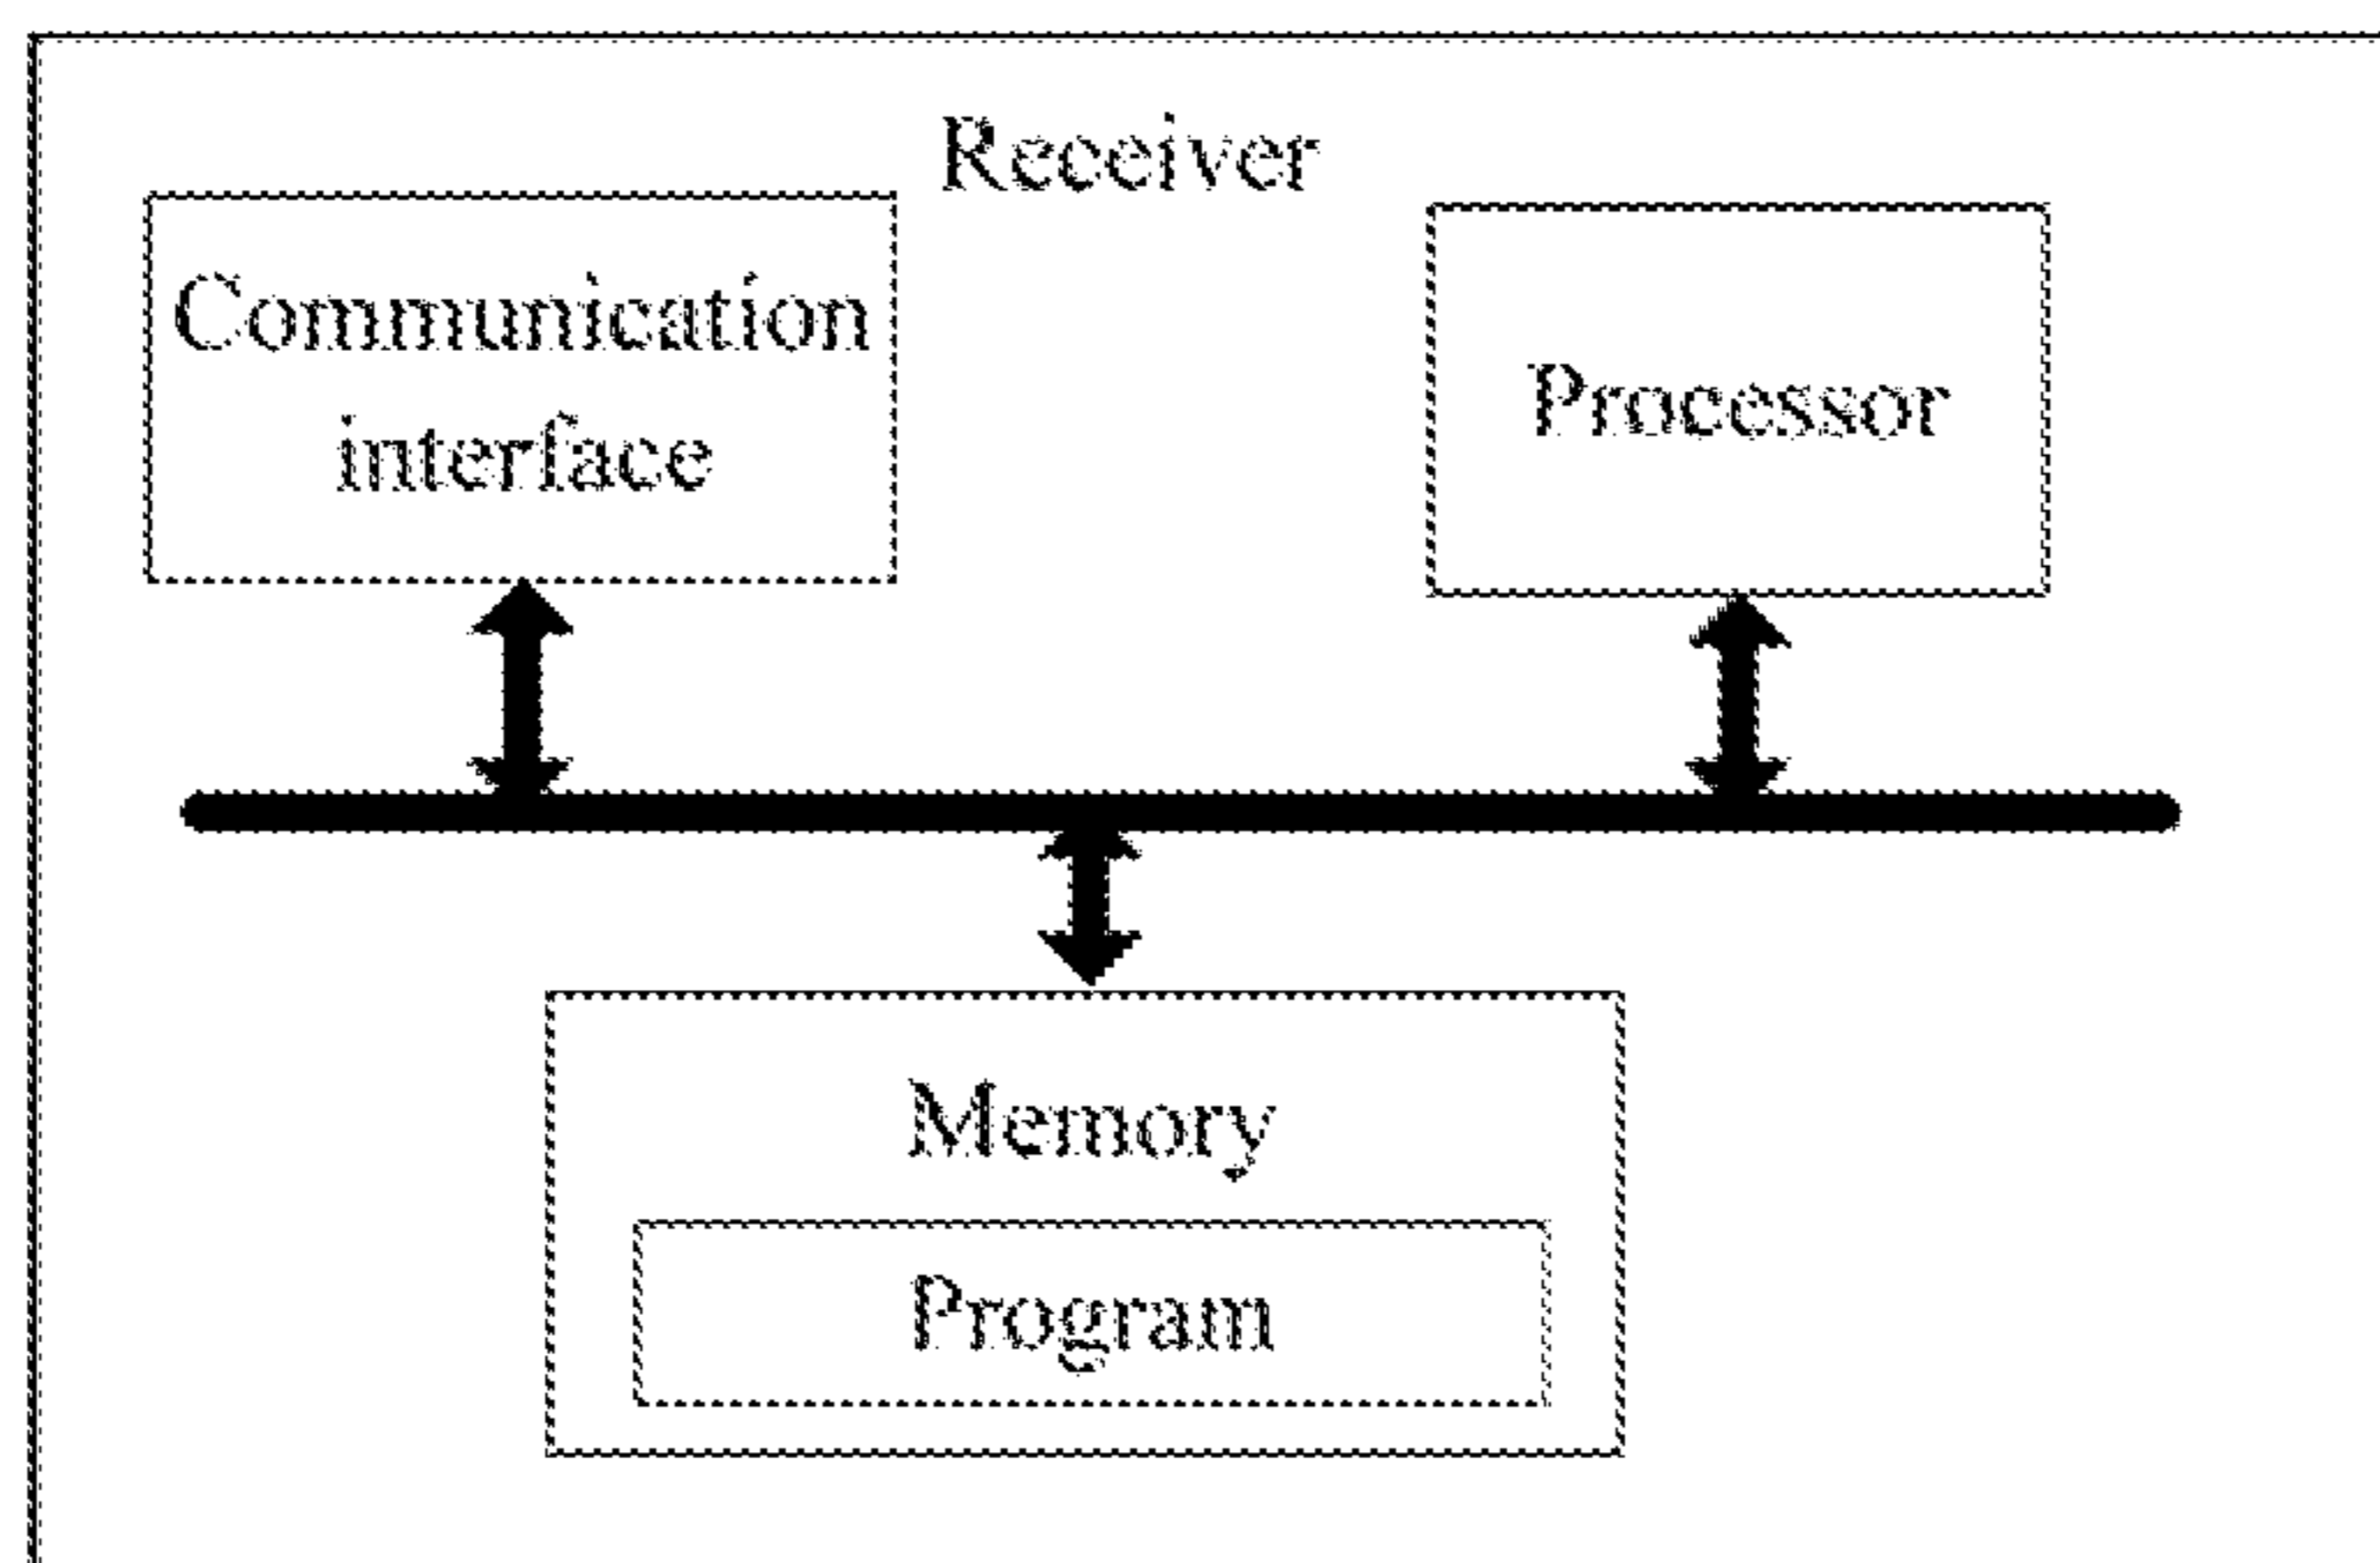 Receiver
Communication
interface
Processor
Memory
Program